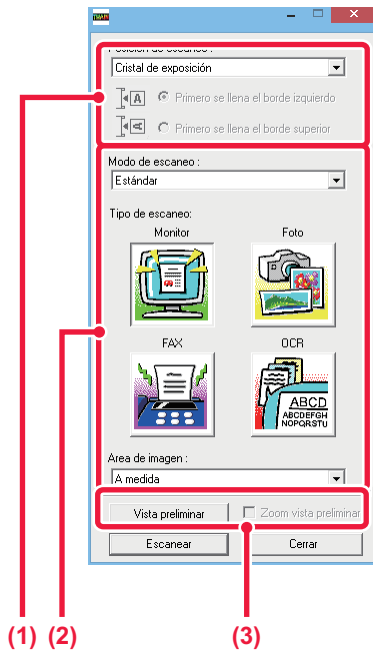 TWAIN
Posición de escaneo :
Cristal de exposición
A Primero se llena el borde izquierdo
A Primero se llena el borde superior
Modo de escaneo :
Estándar
Tipo de escaneo:
Monitor Foto
FAX OCR
ABCD
ABCDEFGH
NOPQRSTU
Area de imagen :
A medida
Vista preliminar Zoom vista preliminar
Escanear Cerrar
(1) (2) (3)